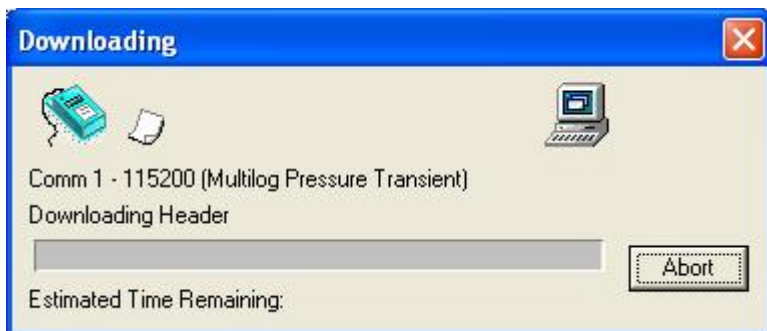 Downloading
Comm 1 - 115200 (Multilog Pressure Transient)
Downloading Header
Abort
Estimated Time Remaining: